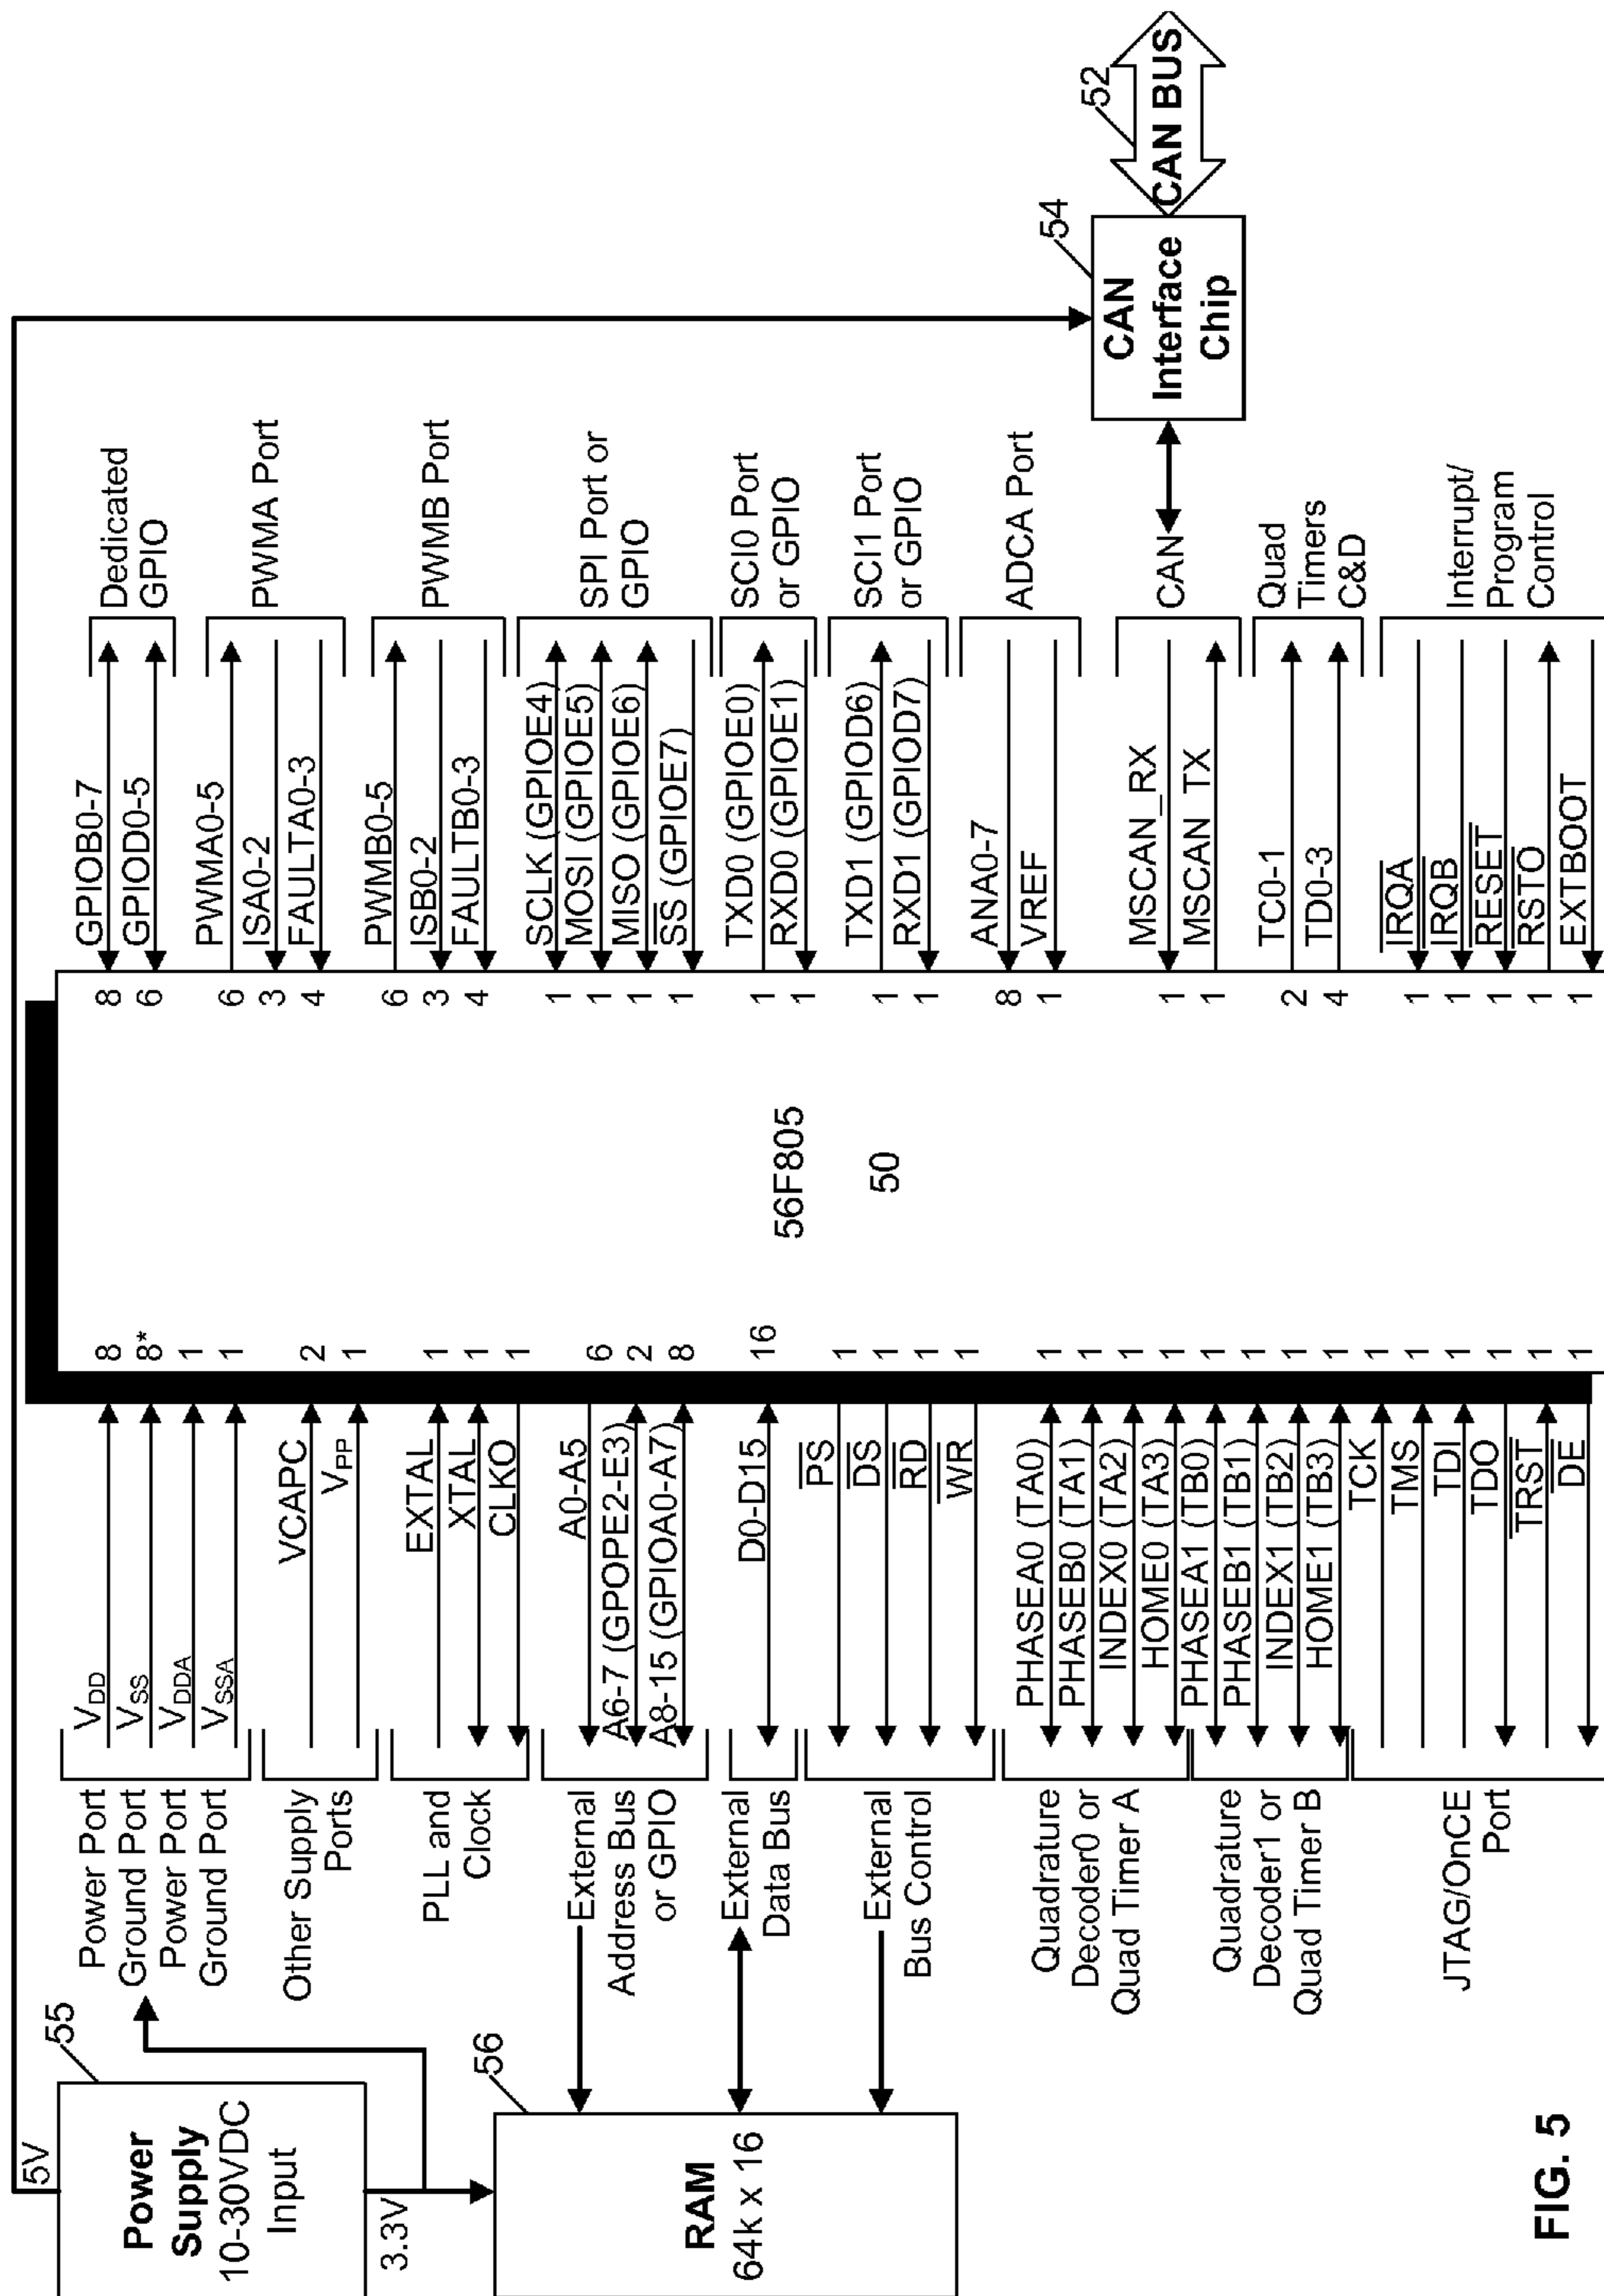 5V
55
Power
Supply
10-30VDC
Input
3.3V
56
RAM
64k x 16
FIG. 5
Power Port
Ground Port
Power Port
Ground Port
Other Supply
Ports
PLL and
Clock
External
Address Bus
or GPIO
External
Data Bus
External
Bus Control
Quadrature
Decoder0 or
Quad Timer A
Quadrature
Decoder1 or
Quad Timer B
JTAG/OnCE
Port
VDD 8
VSS 8*
VDDA 1
VSSA 1
VCAPC 2
VPP 1
EXTAL 1
XTAL 1
CLKO 1
A0-A5 6
A6-7 (GPOPE2-E3) 2
A8-15 (GPIOA0-A7) 8
D0-D15 16
P̅S̅ 1
D̅S̅ 1
R̅D̅ 1
W̅R̅ 1
PHASEA0 (TA0) 1
PHASEB0 (TA1) 1
INDEX0 (TA2) 1
HOME0 (TA3) 1
PHASEA1 (TB0) 1
PHASEB1 (TB1) 1
INDEX1 (TB2) 1
HOME1 (TB3) 1
TCK 1
TMS 1
TDI 1
TDO 1
T̅R̅S̅T̅ 1
D̅E̅ 1
56F805
50
8 GPIOB0-7
6 GPIOD0-5
6 PWMA0-5
3 ISA0-2
4 FAULTA0-3
6 PWMB0-5
3 ISB0-2
4 FAULTB0-3
1 SCLK (GPIOE4)
1 MOSI (GPIOE5)
1 MISO (GPIOE6)
1 S̅S̅ (GPIOE7)
1 TXD0 (GPIOE0)
1 RXD0 (GPIOE1)
1 TXD1 (GPIOD6)
1 RXD1 (GPIOD7)
8 ANA0-7
1 VREF
1 MSCAN_RX
1 MSCAN_TX
2 TC0-1
4 TD0-3
1 I̅R̅Q̅A̅
1 I̅R̅Q̅B̅
1 R̅E̅S̅E̅T̅
1 R̅S̅T̅O̅
1 EXTBOOT
Dedicated
GPIO
PWMA Port
PWMB Port
SPI Port or
GPIO
SCI0 Port
or GPIO
SCI1 Port
or GPIO
ADCA Port
CAN
Quad
Timers
C&D
Interrupt/
Program
Control
54
CAN
Interface
Chip
52
CAN BUS